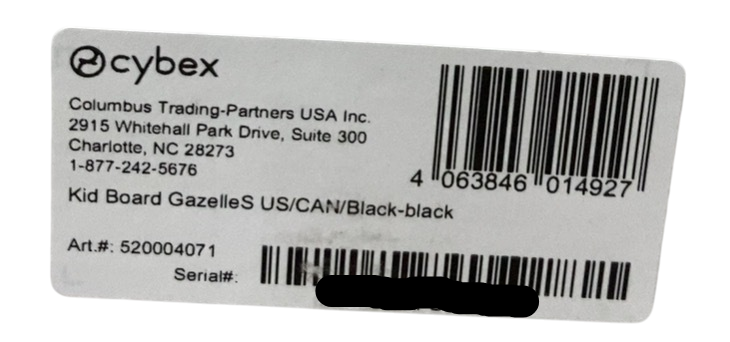 cybex
Columbus Trading-Partners USA Inc.
2915 Whitehall Park Drive, Suite 300
Charlotte, NC 28273
1-877-242-5676
4 063846 014927
Kid Board GazelleS US/CAN/Black-black
Art.#: 520004071
Serial#: